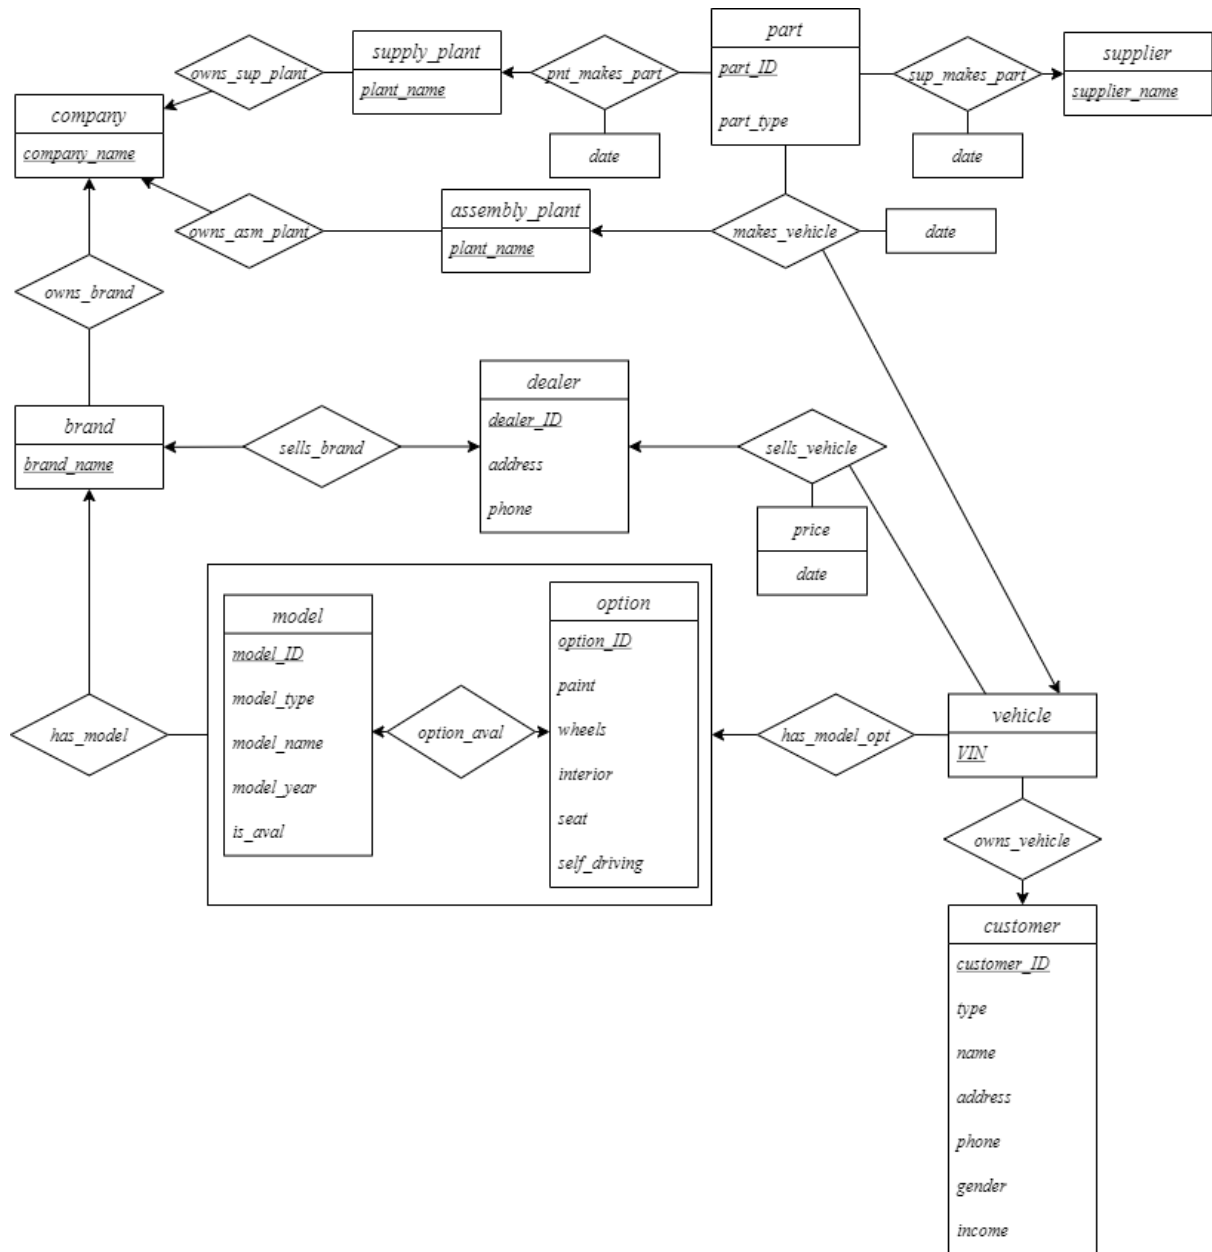 part
part_ID
part_type
supply_plant
plant_name
owns_sup_plant
pnt_makes_part
date
sup_makes_part
date
supplier
supplier_name
company
company_name
owns_asm_plant
assembly_plant
plant_name
makes_vehicle
date
owns_brand
brand
brand_name
sells_brand
dealer
dealer_ID
address
phone
sells_vehicle
price
date
has_model
model
model_ID
model_type
model_name
model_year
is_aval
option_aval
option
option_ID
paint
wheels
interior
seat
self_driving
has_model_opt
vehicle
VIN
owns_vehicle
customer
customer_ID
type
name
address
phone
gender
income